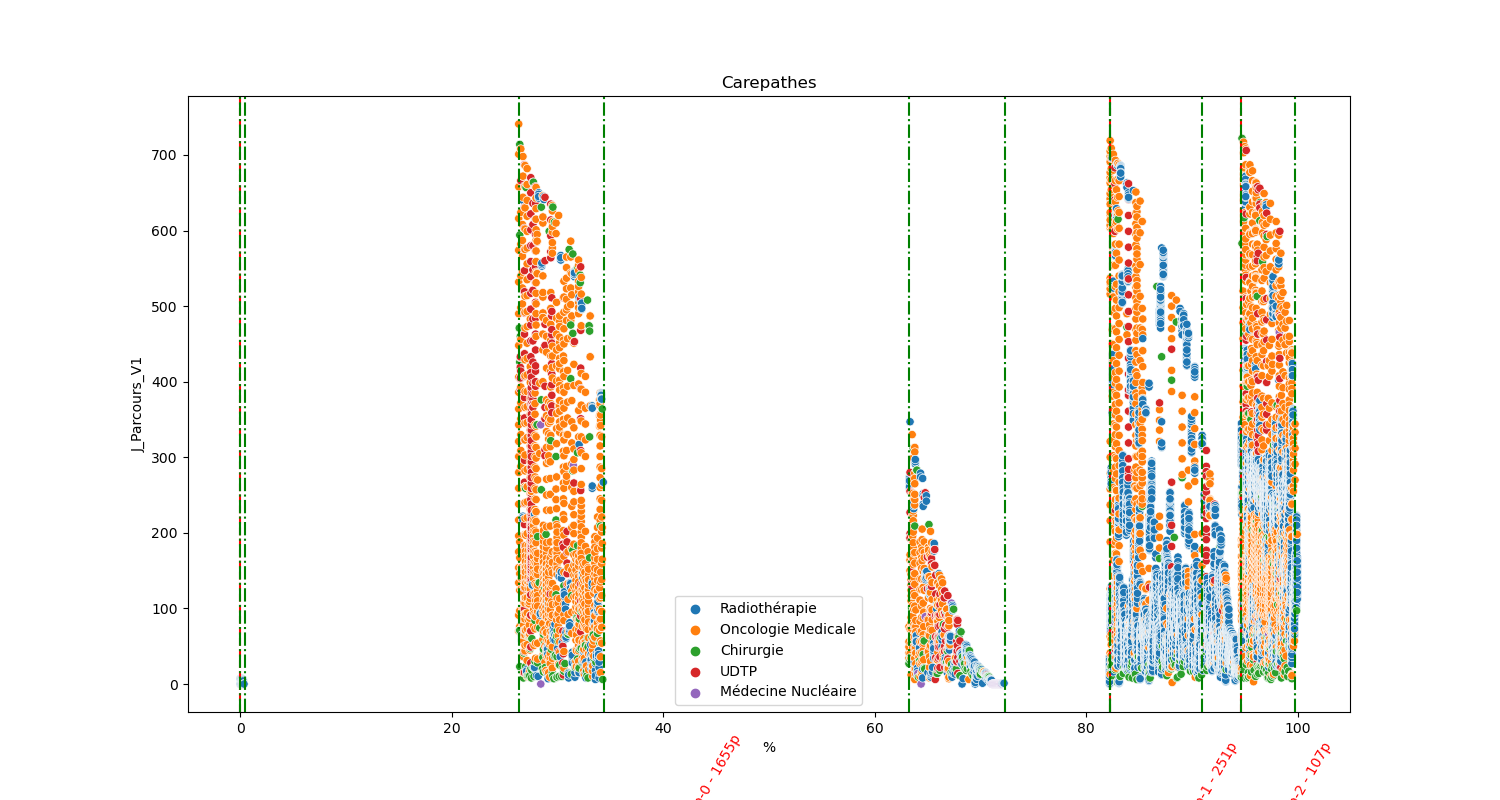 Carepathes
J_Parcours_V1
700
600
500
400
300
200
100
0
Radiothérapie
Oncologie Medicale
Chirurgie
UDTP
Médecine Nucléaire
0 20 40 60 80 100
%
-0 - 1655p
-1 - 251p
-2 - 107p